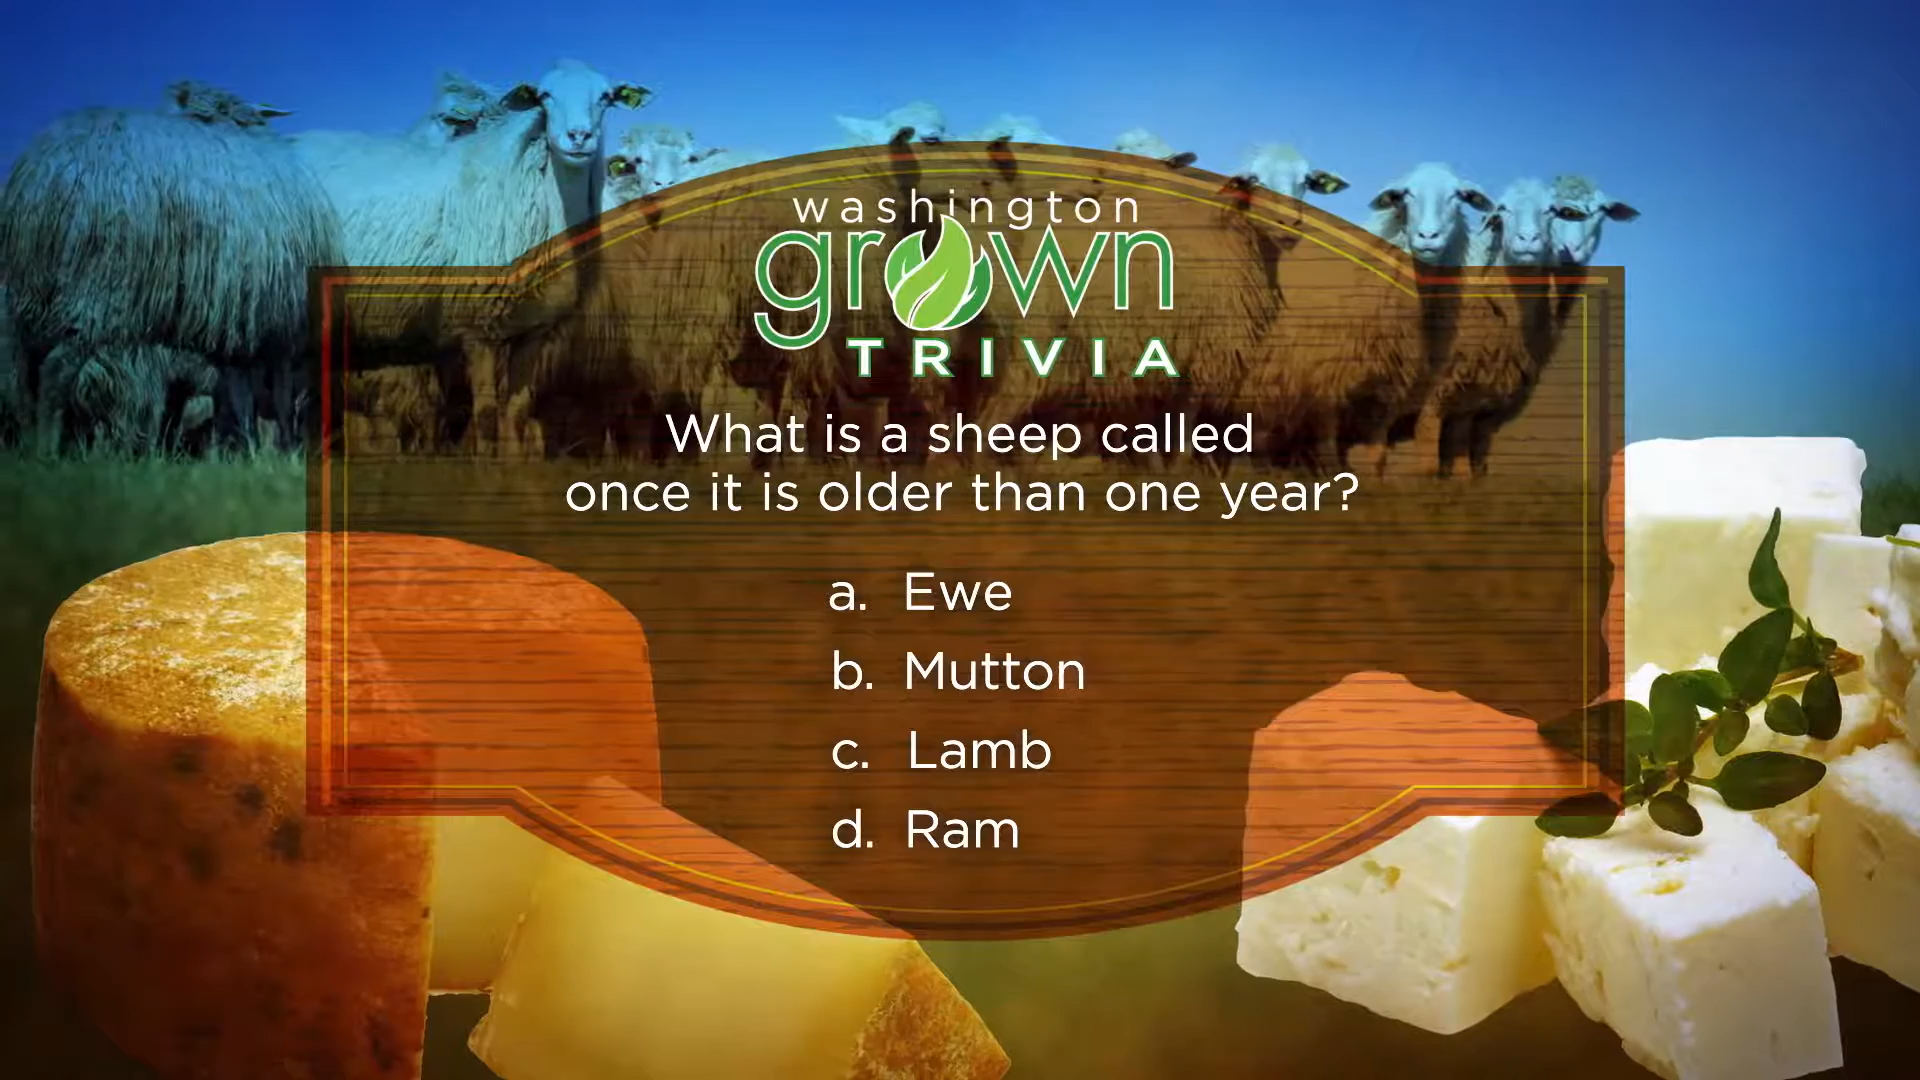 washington
grown
TRIVIA
What is a sheep called
once it is older than one year?
a. Ewe
b. Mutton
c. Lamb
d. Ram